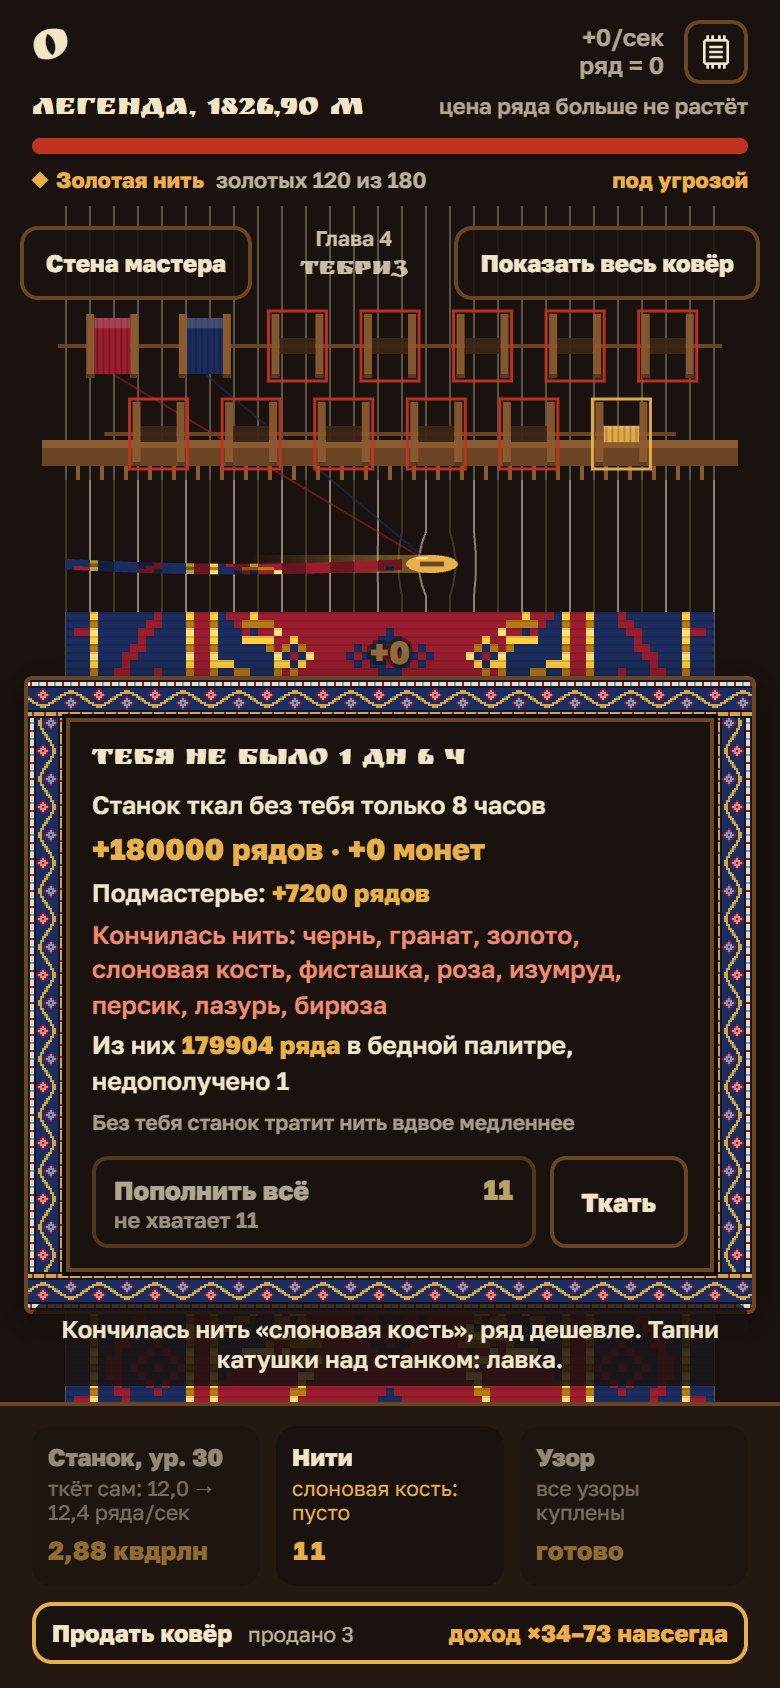 0
+0/сек
ряд = 0
ЛЕГЕНДА, 1826,90 М
цена ряда больше не растёт
Золотая нить золотых 120 из 180
под угрозой
Стена мастера
Глава 4
ТЕБРИЗ
Показать весь ковёр
+0
ТЕБЯ НЕ БЫЛО 1 ДН 6 Ч
Станок ткал без тебя только 8 часов
+180000 рядов · +0 монет
Подмастерье: +7200 рядов
Кончилась нить: чернь, гранат, золото,
слоновая кость, фисташка, роза, изумруд,
персик, лазурь, бирюза
Из них 179904 ряда в бедной палитре,
недополучено 1
Без тебя станок тратит нить вдвое медленнее
Пополнить всё 11
не хватает 11
Ткать
Кончилась нить «слоновая кость», ряд дешевле. Тапни
катушки над станком: лавка.
Станок, ур. 30
ткёт сам: 12,0 →
12,4 ряда/сек
2,88 квдрлн
Нити
слоновая кость:
пусто
11
Узор
все узоры
куплены
готово
Продать ковёр продано 3
доход ×34–73 навсегда